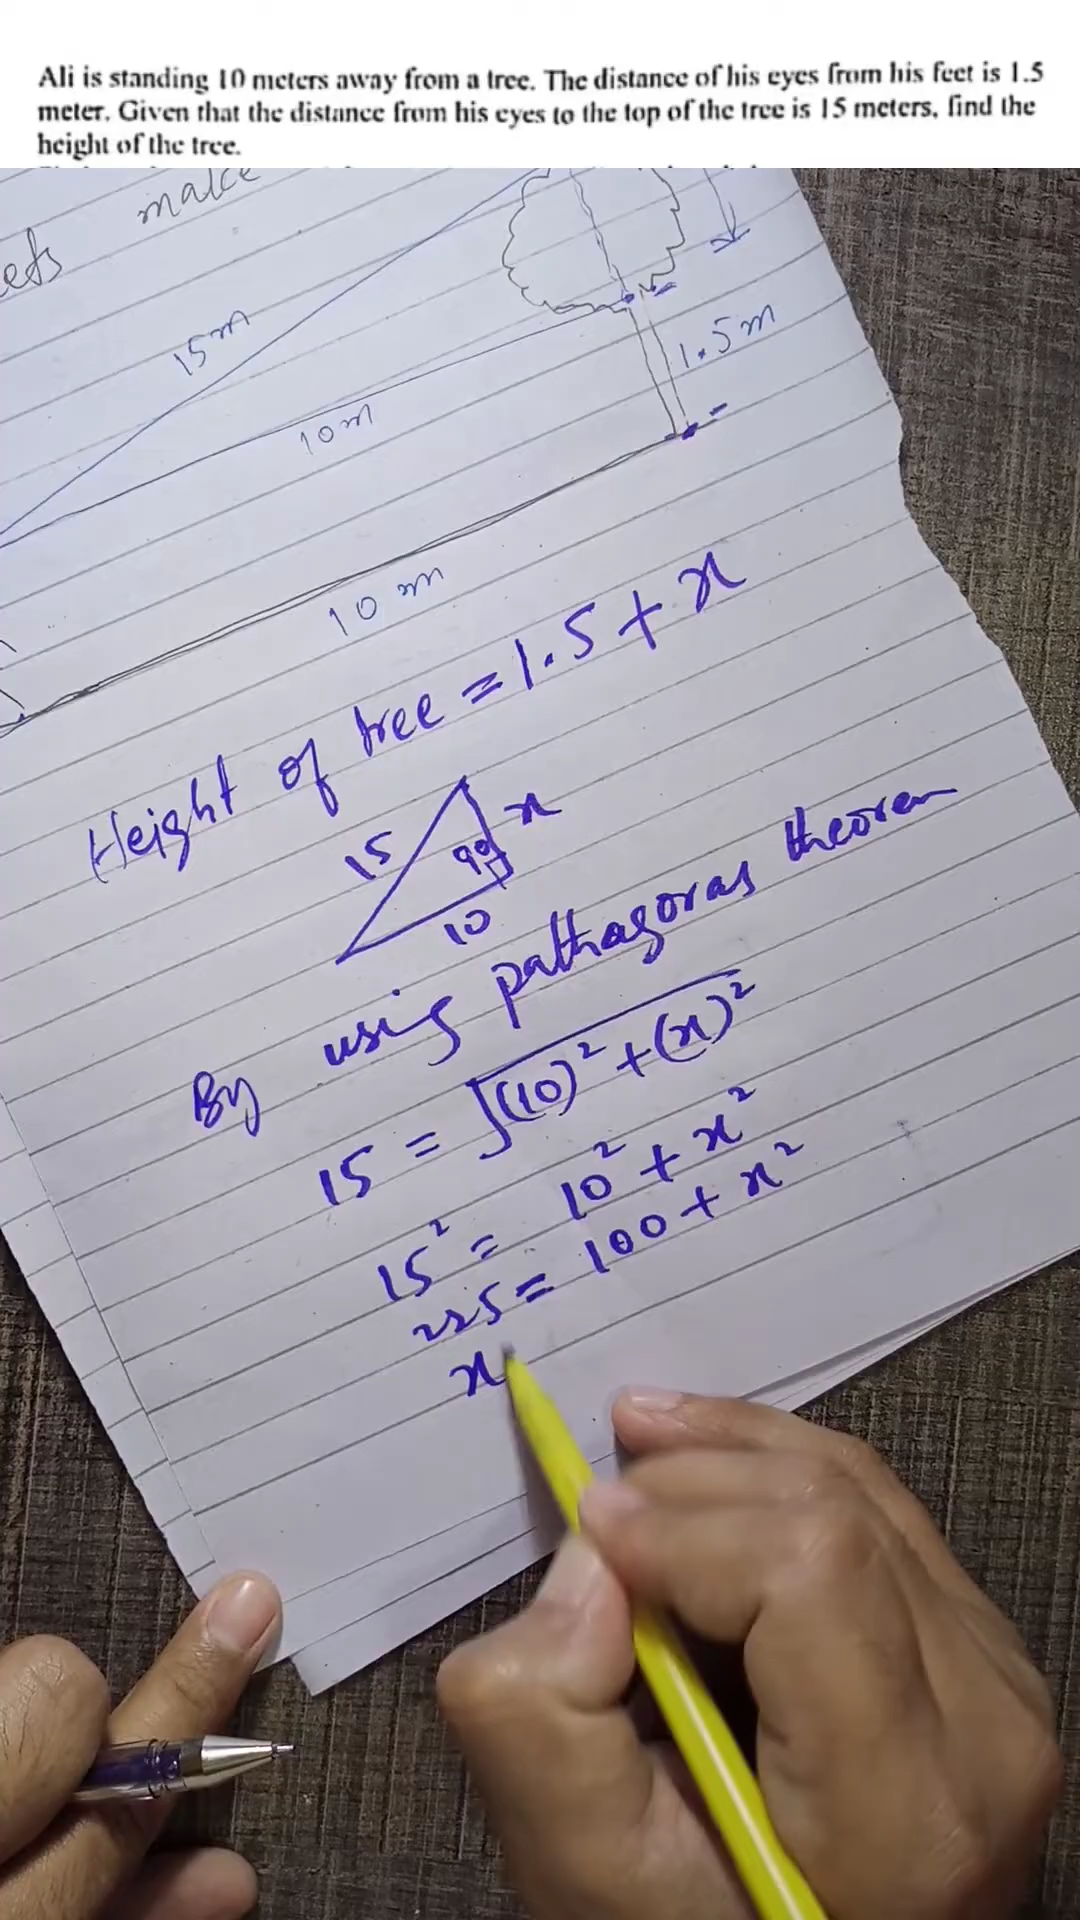 Ali is standing 10 meters away from a tree. The distance of his eyes from his feet is 1.5
meter. Given that the distance from his eyes to the top of the tree is 15 meters, find the
height of the tree.
make
15m
1.5m
10m
10 m
Height of tree = 1.5 + x
15
x
90
10
By using pathagoras theorem
15 = √(10)² + (x)²
15² = 10² + x²
225 = 100 + x²
x